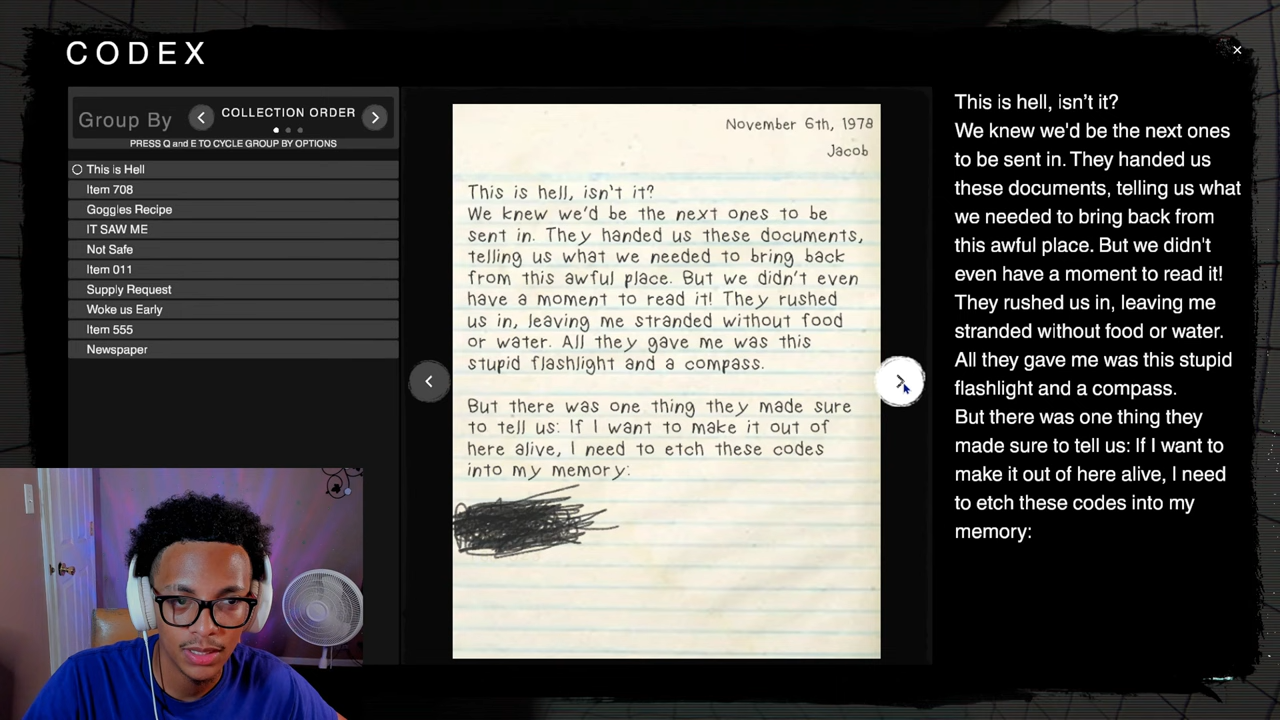 CODEX
×
Group By
COLLECTION ORDER
PRESS Q and E TO CYCLE GROUP BY OPTIONS
This is Hell
Item 708
Goggles Recipe
IT SAW ME
Not Safe
Item 011
Supply Request
Woke us Early
Item 555
Newspaper
November 6th, 1978
Jacob
This is hell, isn't it?
We knew we'd be the next ones to be
sent in. They handed us these documents,
telling us what we needed to bring back
from this awful place. But we didn't even
have a moment to read it! They rushed
us in, leaving me stranded without food
or water. All they gave me was this
stupid flashlight and a compass.
But there was one thing they made sure
to tell us: If I want to make it out of
here alive, I need to etch these codes
into my memory:
This is hell, isn't it?
We knew we'd be the next ones
to be sent in. They handed us
these documents, telling us what
we needed to bring back from
this awful place. But we didn't
even have a moment to read it!
They rushed us in, leaving me
stranded without food or water.
All they gave me was this stupid
flashlight and a compass.
But there was one thing they
made sure to tell us: If I want to
make it out of here alive, I need
to etch these codes into my
memory: